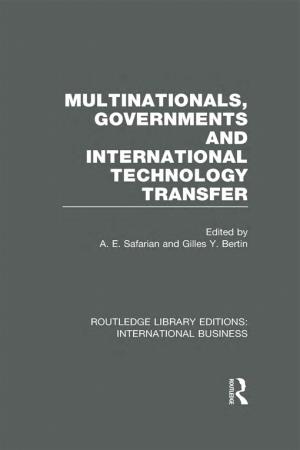 MULTINATIONALS,
GOVERNMENTS
AND
INTERNATIONAL
TECHNOLOGY
TRANSFER
Edited by
A. E. Safarian and Gilles Y. Bertin
ROUTLEDGE LIBRARY EDITIONS:
INTERNATIONAL BUSINESS
ROUTLEDGE